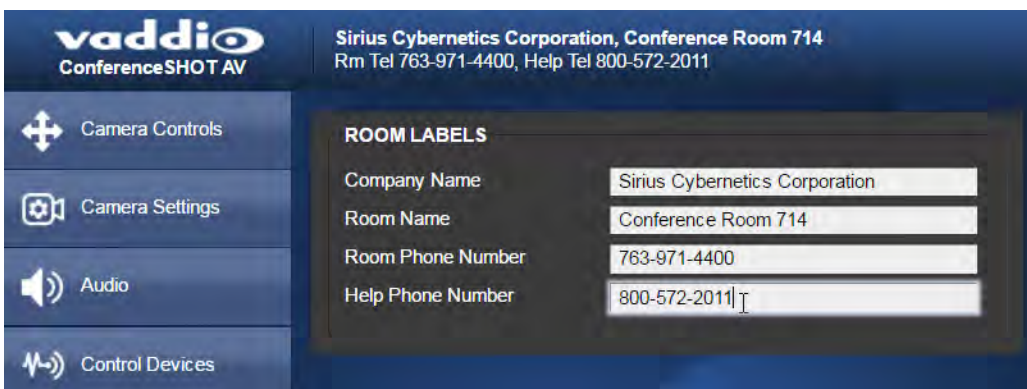 vaddio
ConferenceSHOT AV
Sirius Cybernetics Corporation, Conference Room 714
Rm Tel 763-971-4400, Help Tel 800-572-2011
Camera Controls
Camera Settings
Audio
Control Devices
ROOM LABELS
Company Name Sirius Cybernetics Corporation
Room Name Conference Room 714
Room Phone Number 763-971-4400
Help Phone Number 800-572-2011